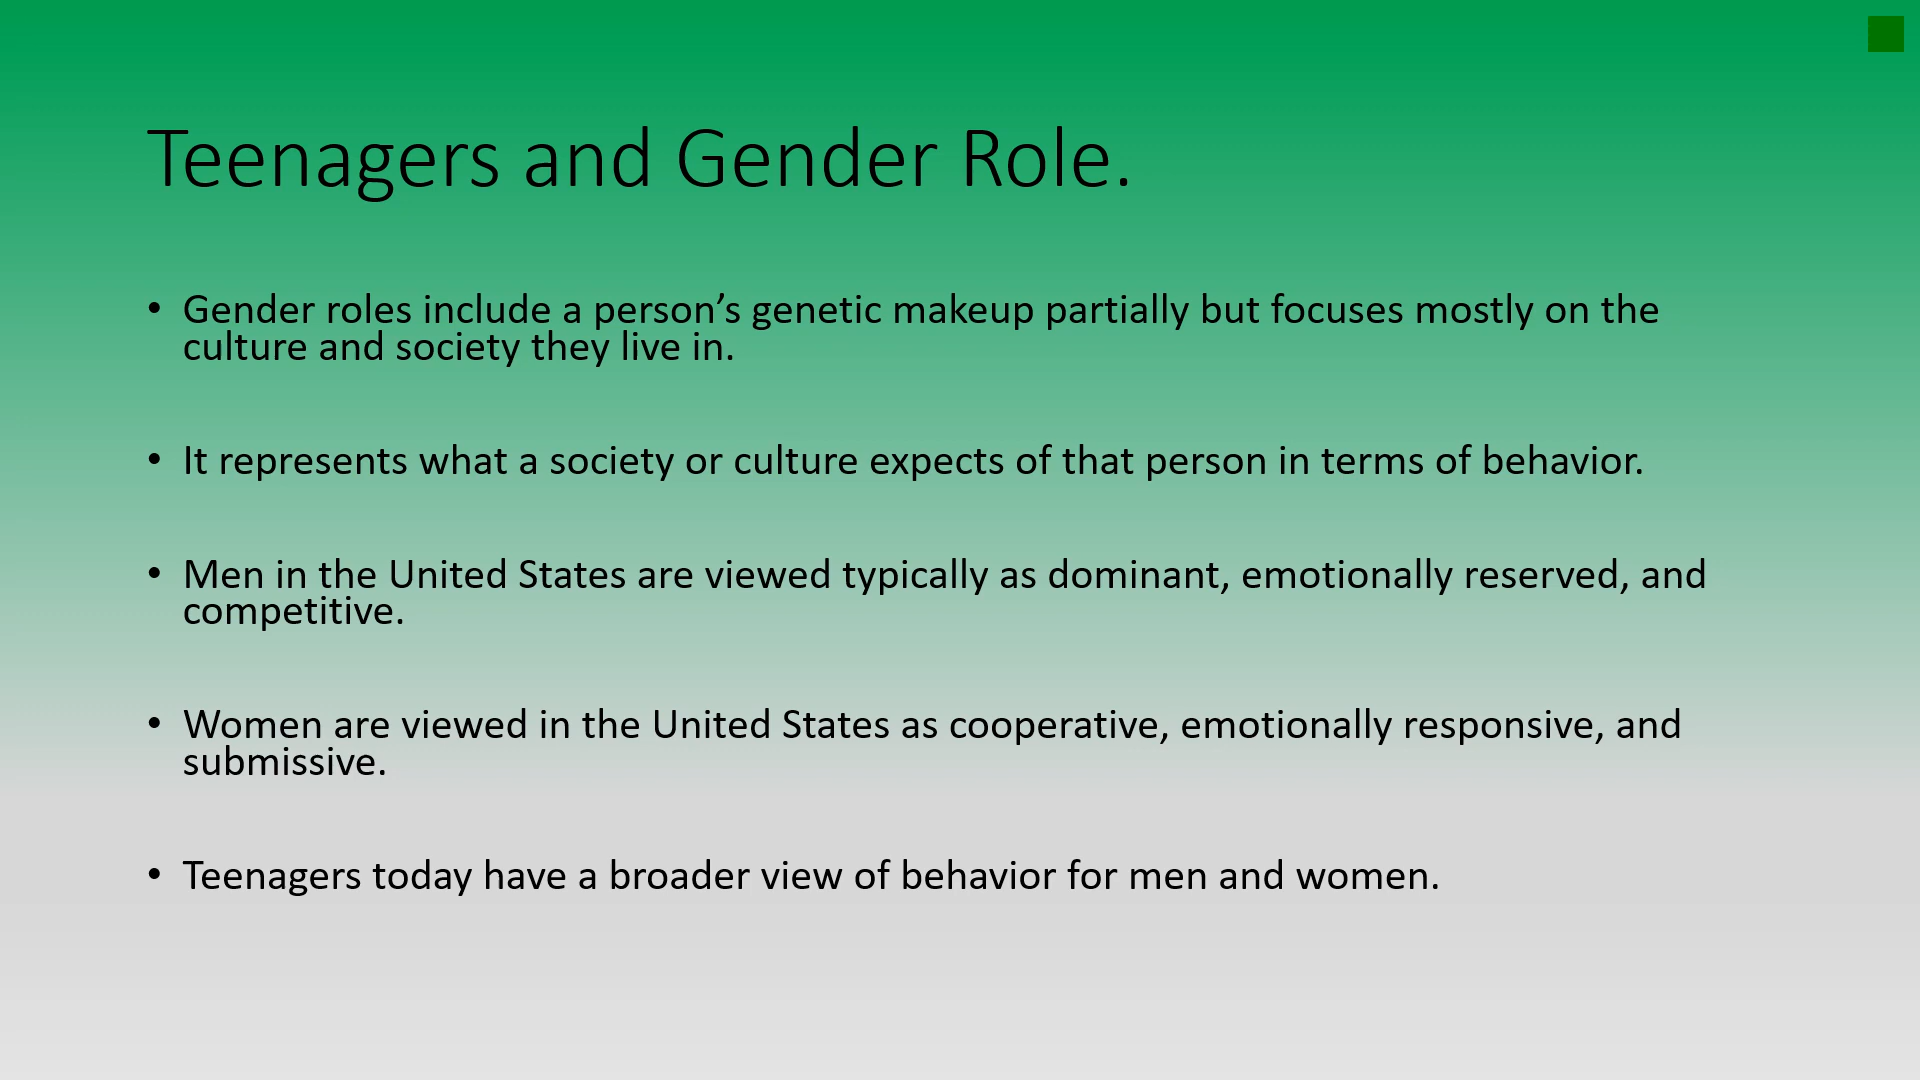 Teenagers and Gender Role.
• Gender roles include a person’s genetic makeup partially but focuses mostly on the
culture and society they live in.
• It represents what a society or culture expects of that person in terms of behavior.
• Men in the United States are viewed typically as dominant, emotionally reserved, and
competitive.
• Women are viewed in the United States as cooperative, emotionally responsive, and
submissive.
• Teenagers today have a broader view of behavior for men and women.